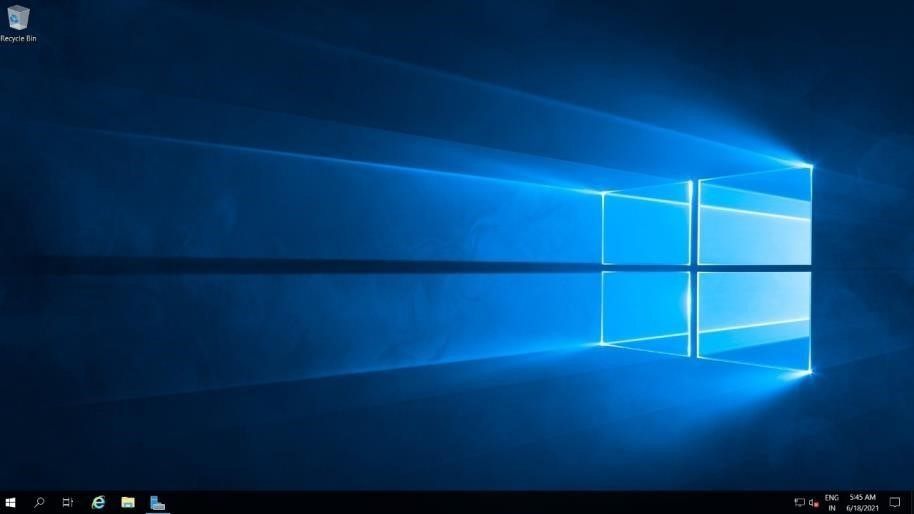 Recycle Bin
ENG
IN
5:45 AM
6/18/2021